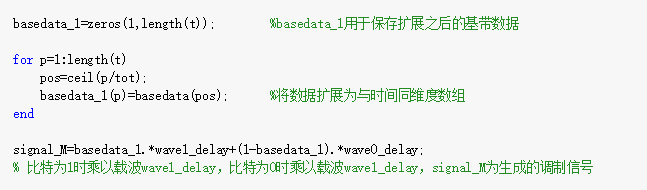 basedata_1=zeros(1,length(t)); %basedata_1用于保存扩展之后的基带数据
for p=1:length(t)
pos=ceil(p/tot);
basedata_1(p)=basedata(pos); %将数据扩展为与时间同维度数组
end
signal_M=basedata_1.*wave1_delay+(1-basedata_1).*wave0_delay;
% 比特为1时乘以载波wave1_delay，比特为0时乘以载波wave1_delay，signal_M为生成的调制信号